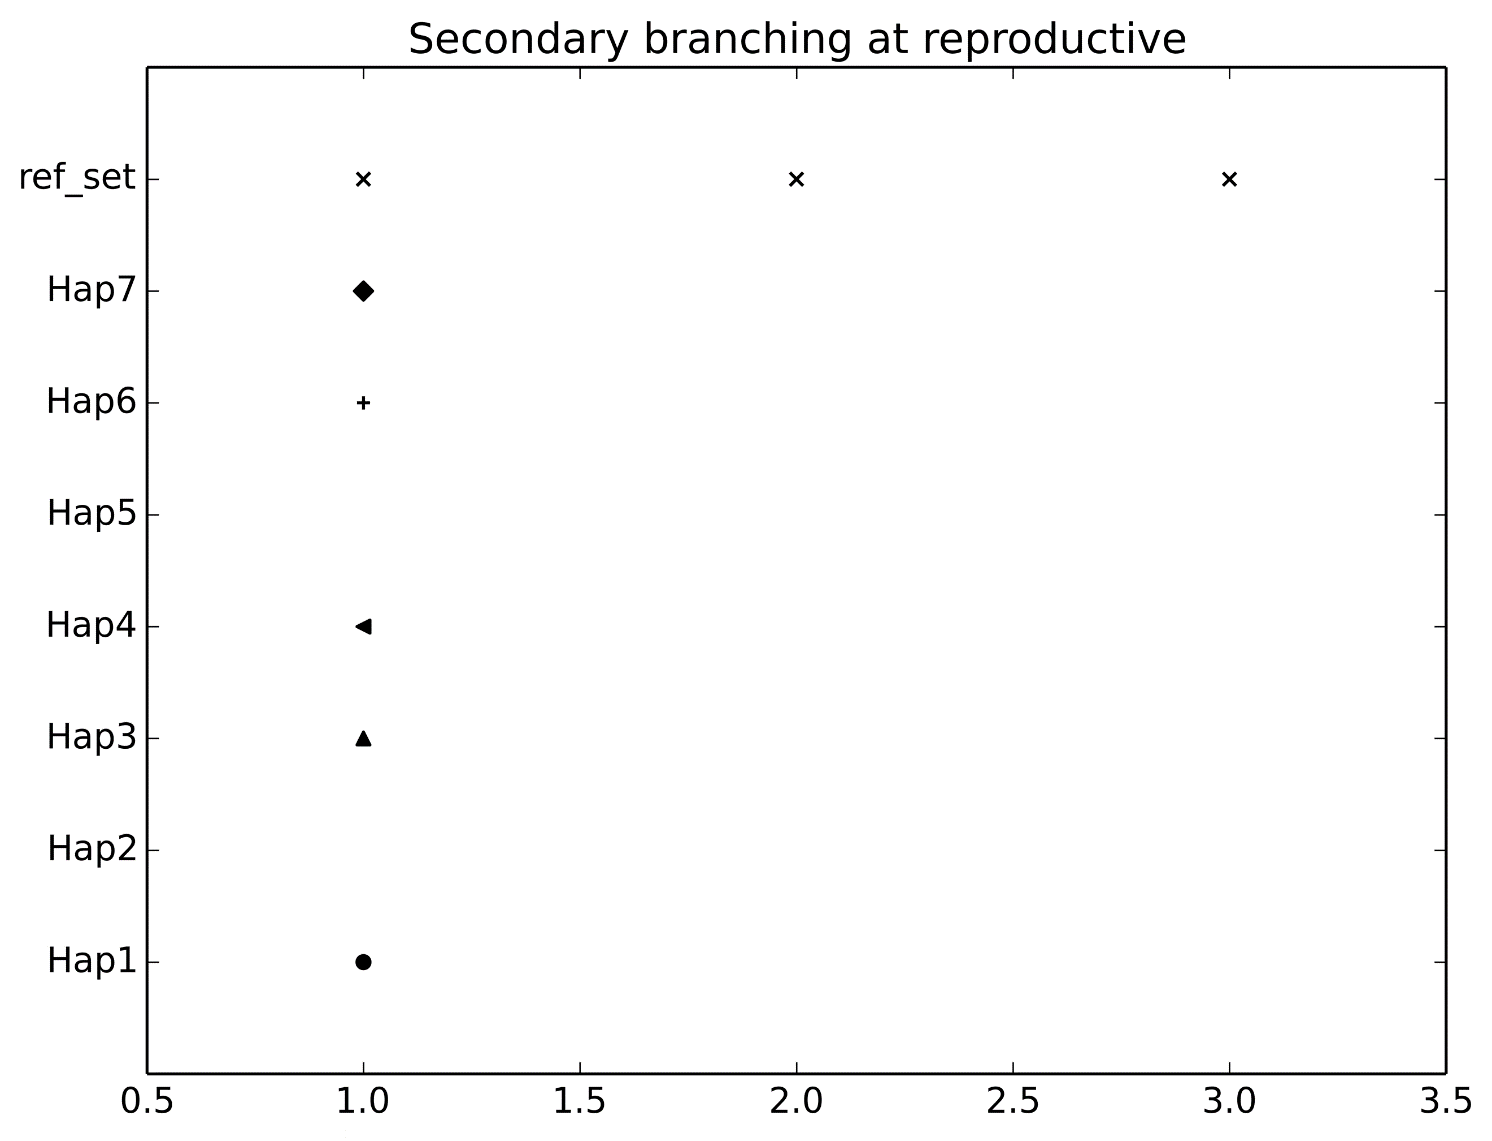 Secondary branching at reproductive
ref_set
Hap7
Hap6
Hap5
Hap4
Hap3
Hap2
Hap1
0.5 1.0 1.5 2.0 2.5 3.0 3.5